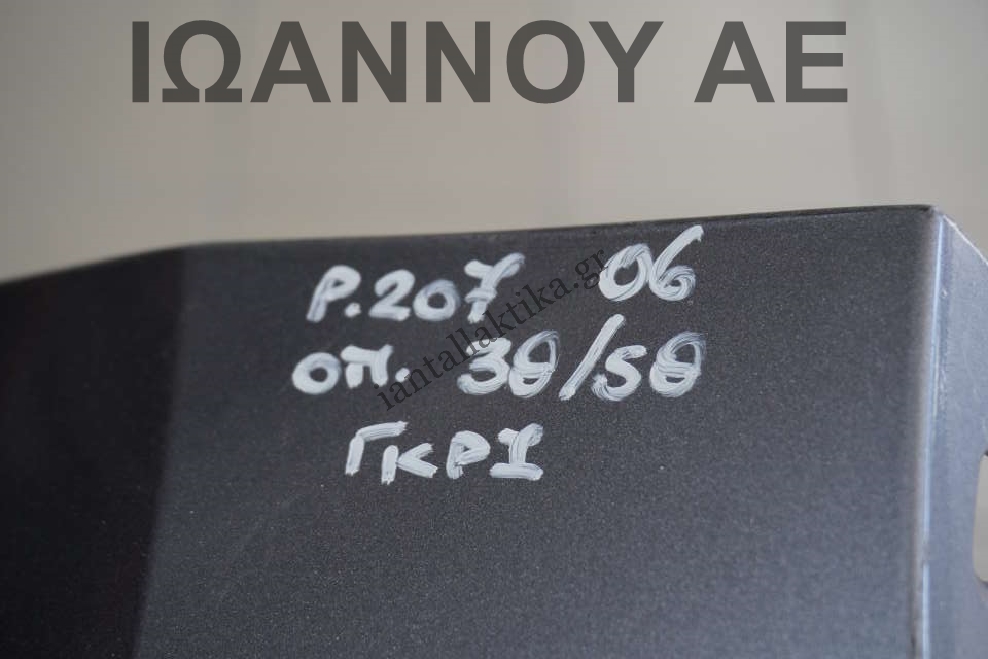 ΙΩΑΝΝΟΥ ΑΕ
P.207 06
οπ. 3θ/5θ
ΓΚΡΙ
iantallaktika.gr